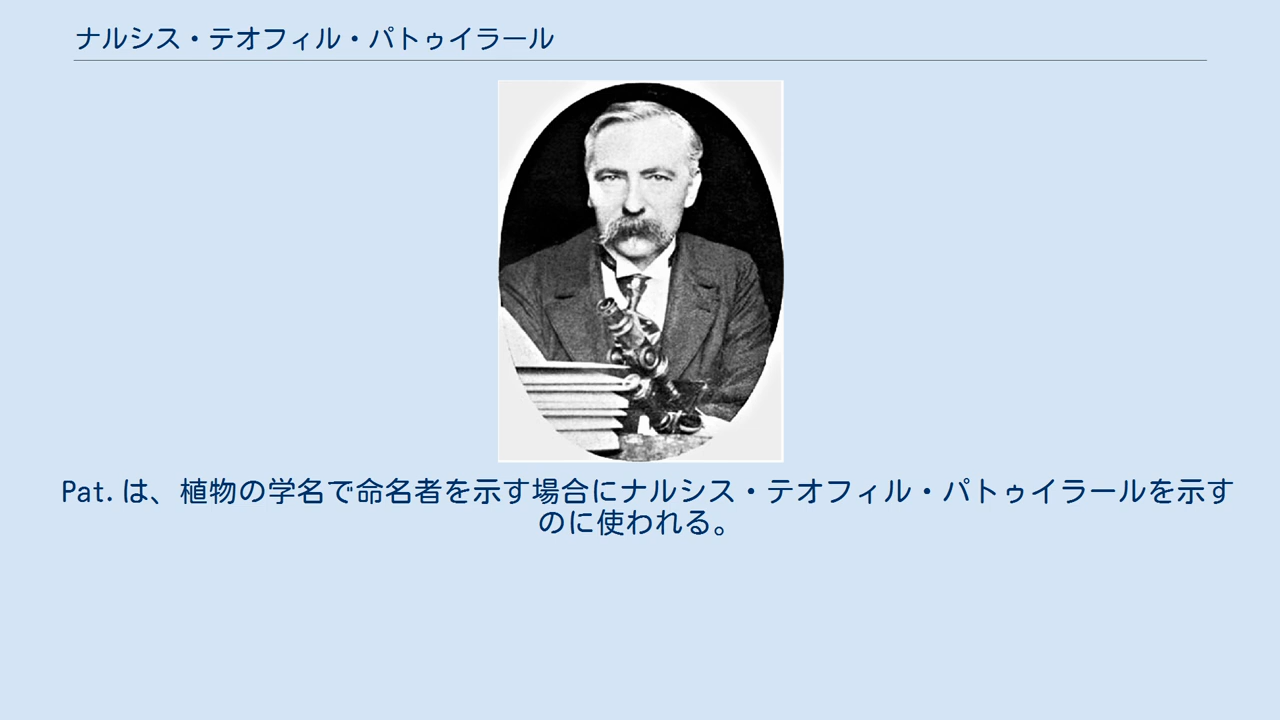 ナルシス・テオフィル・パトゥイラール
Pat.は、植物の学名で命名者を示す場合にナルシス・テオフィル・パトゥイラールを示す
のに使われる。